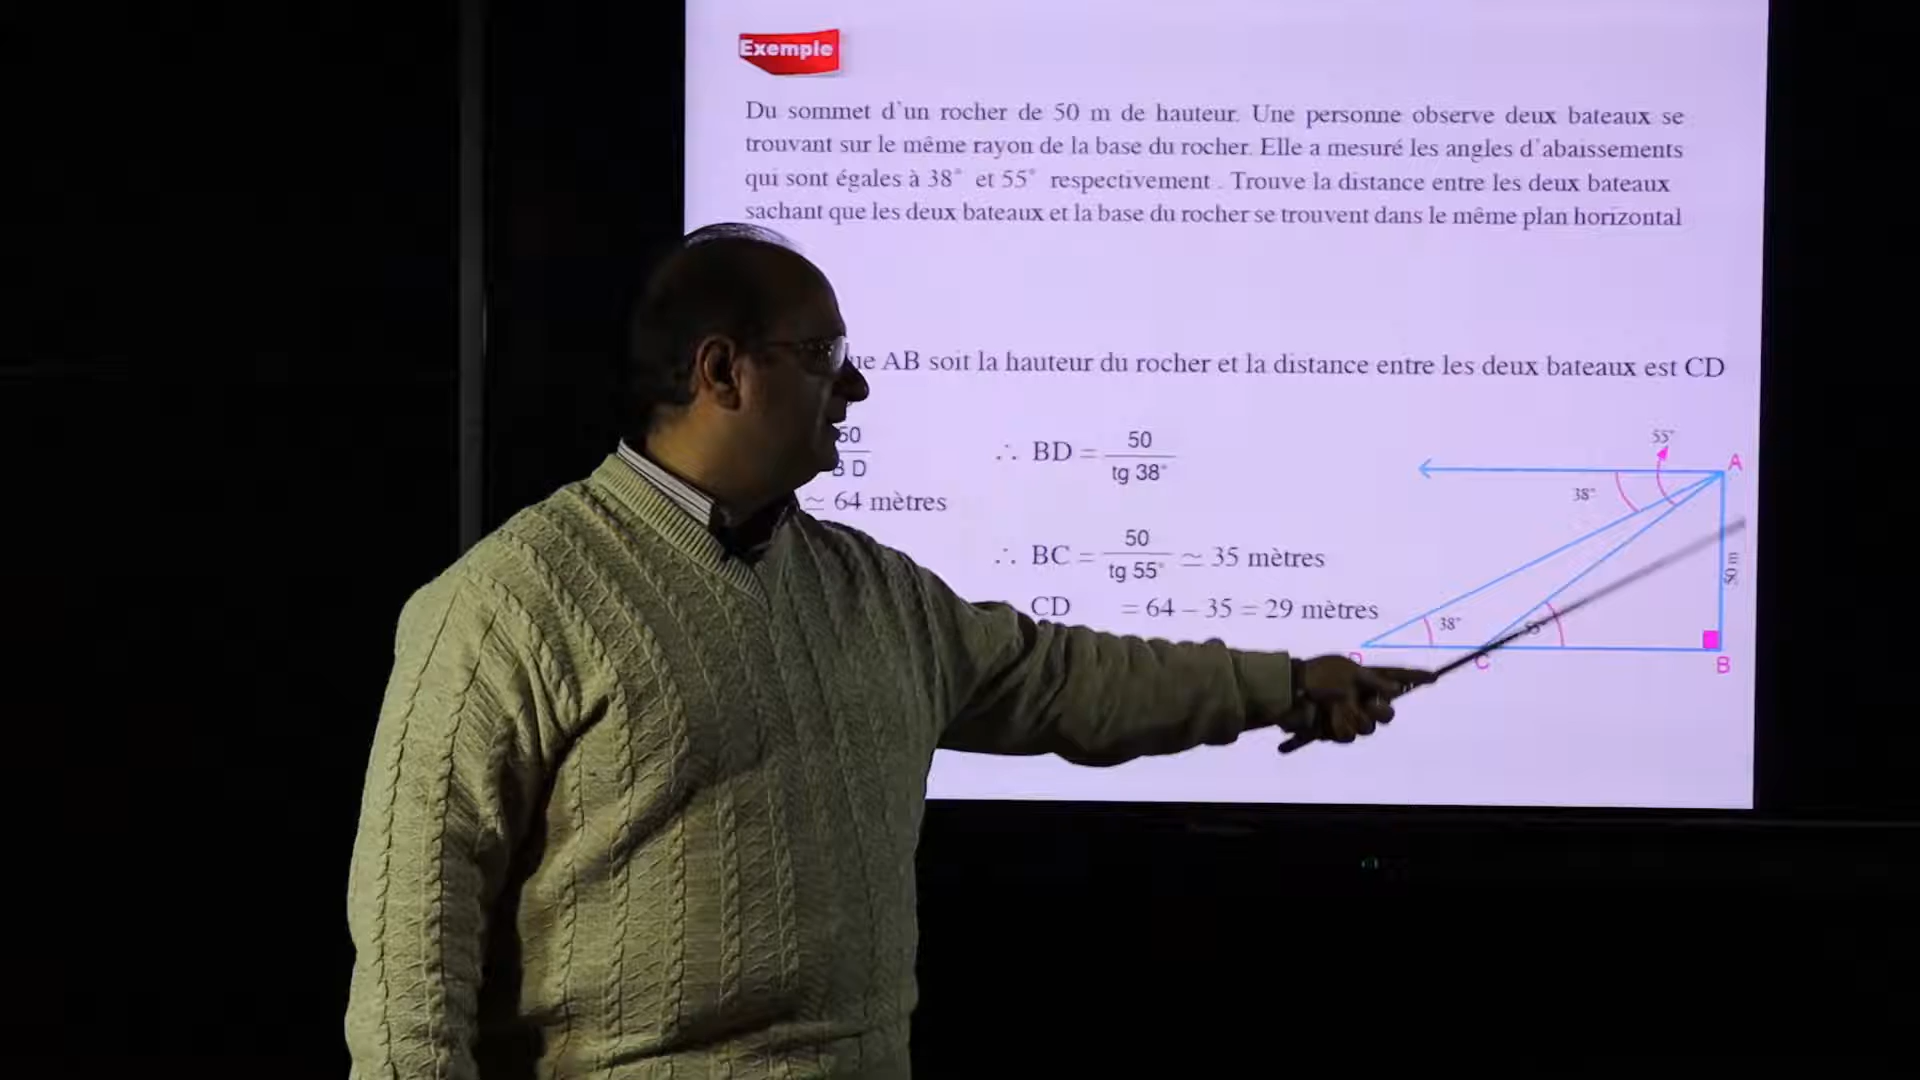 Exemple
Du sommet d'un rocher de 50 m de hauteur. Une personne observe deux bateaux se
trouvant sur le même rayon de la base du rocher. Elle a mesuré les angles d'abaissements
qui sont égales à 38° et 55° respectivement . Trouve la distance entre les deux bateaux
sachant que les deux bateaux et la base du rocher se trouvent dans le même plan horizontal
AB soit la hauteur du rocher et la distance entre les deux bateaux est CD
50
B D
∴ BD = 50 / tg 38°
≃ 64 mètres
∴ BC = 50 / tg 55° ≃ 35 mètres
CD = 64 – 35 = 29 mètres
55°
A
38°
50 m
38°
55°
D
C
B